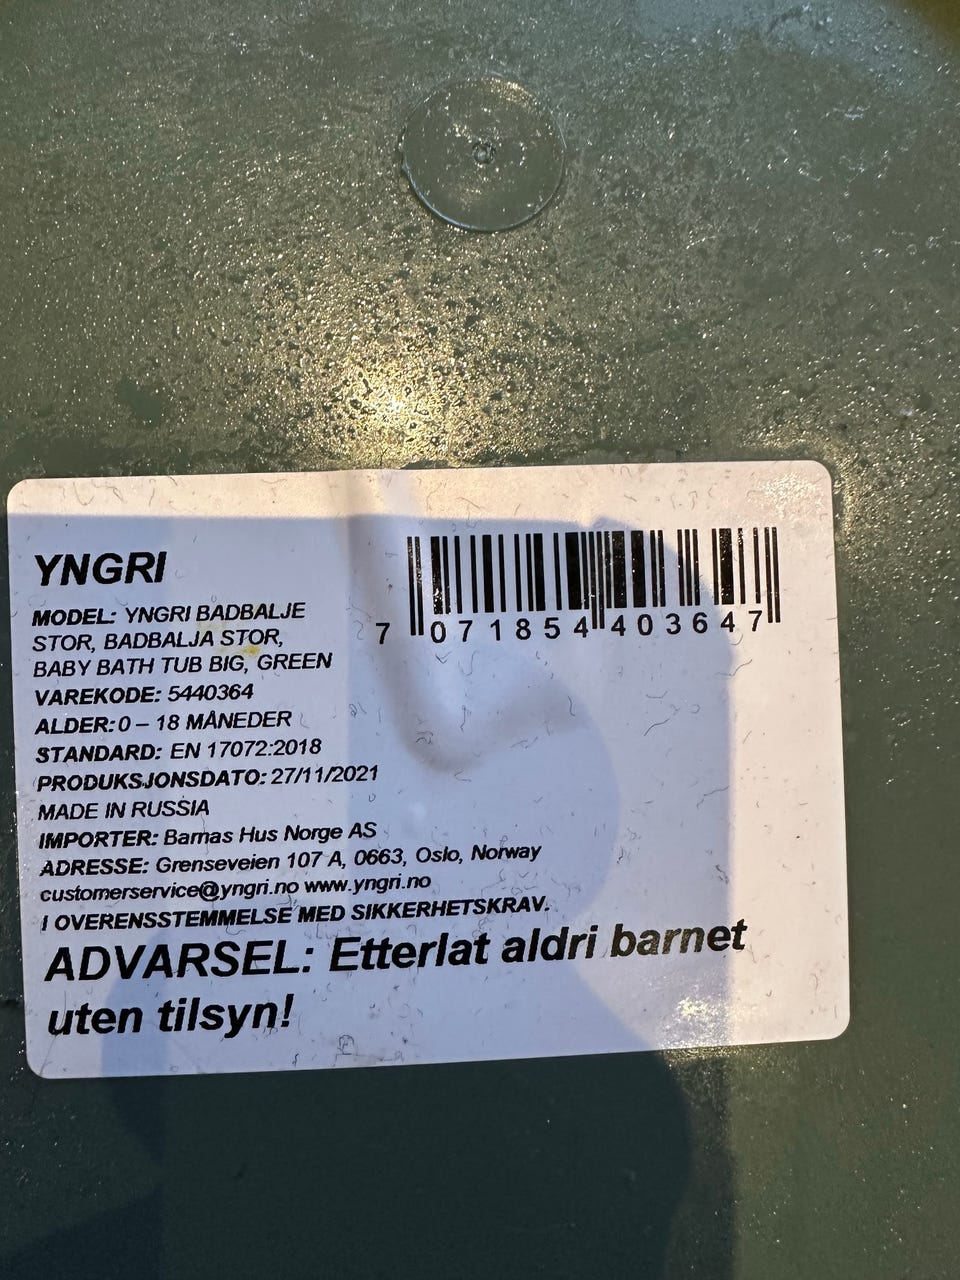 YNGRI
MODEL: YNGRI BADBALJE
STOR, BADBALJA STOR,
BABY BATH TUB BIG, GREEN
VAREKODE: 5440364
ALDER: 0 – 18 MÅNEDER
STANDARD: EN 17072:2018
PRODUKSJONSDATO: 27/11/2021
MADE IN RUSSIA
IMPORTER: Barnas Hus Norge AS
ADRESSE: Grenseveien 107 A, 0663, Oslo, Norway
customerservice@yngri.no www.yngri.no
I OVERENSSTEMMELSE MED SIKKERHETSKRAV.
ADVARSEL: Etterlat aldri barnet
uten tilsyn!
7 071854 403647